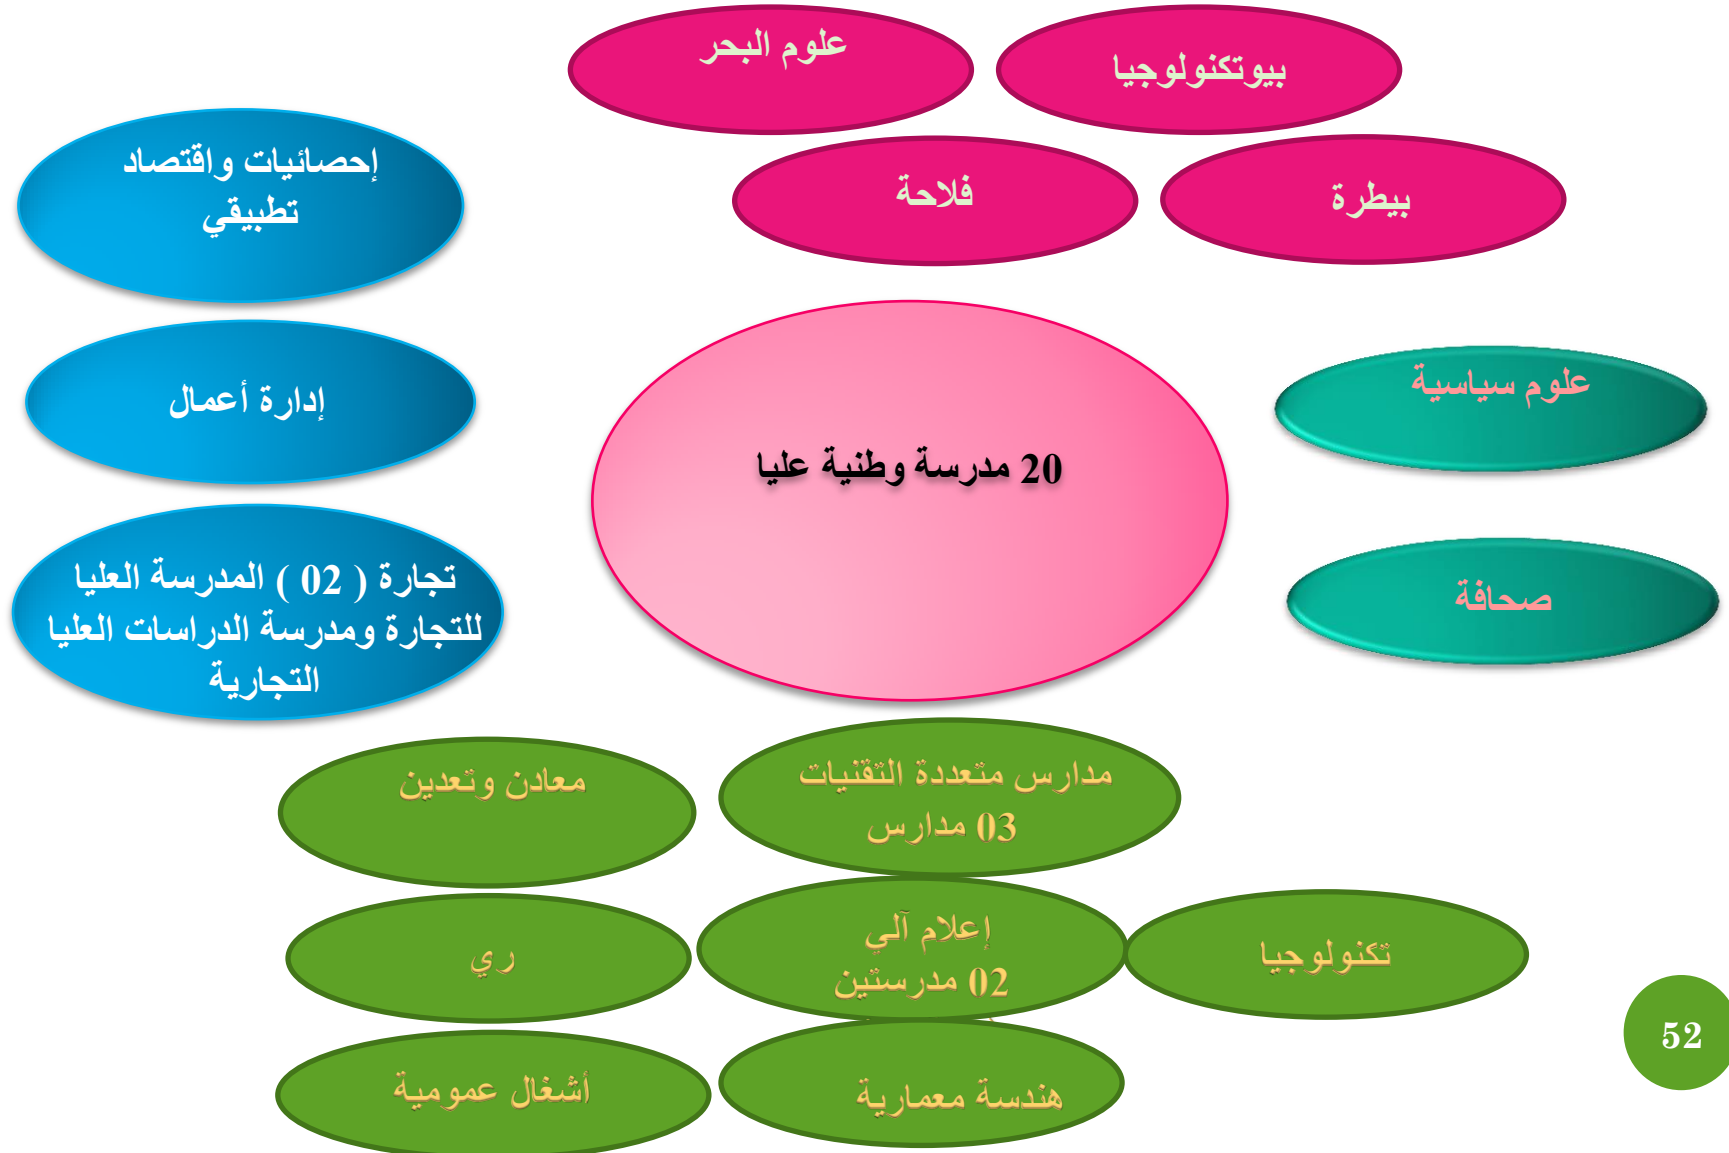 علوم البحر
بيوتكنولوجيا
فلاحة
بيطرة
إحصائيات واقتصاد
تطبيقي
إدارة أعمال
تجارة ( 02 ) المدرسة العليا
للتجارة ومدرسة الدراسات العليا
التجارية
20 مدرسة وطنية عليا
علوم سياسية
صحافة
مدارس متعددة التقنيات
03 مدارس
معادن وتعدين
إعلام آلي
02 مدرستين
ري
تكنولوجيا
هندسة معمارية
أشغال عمومية
52